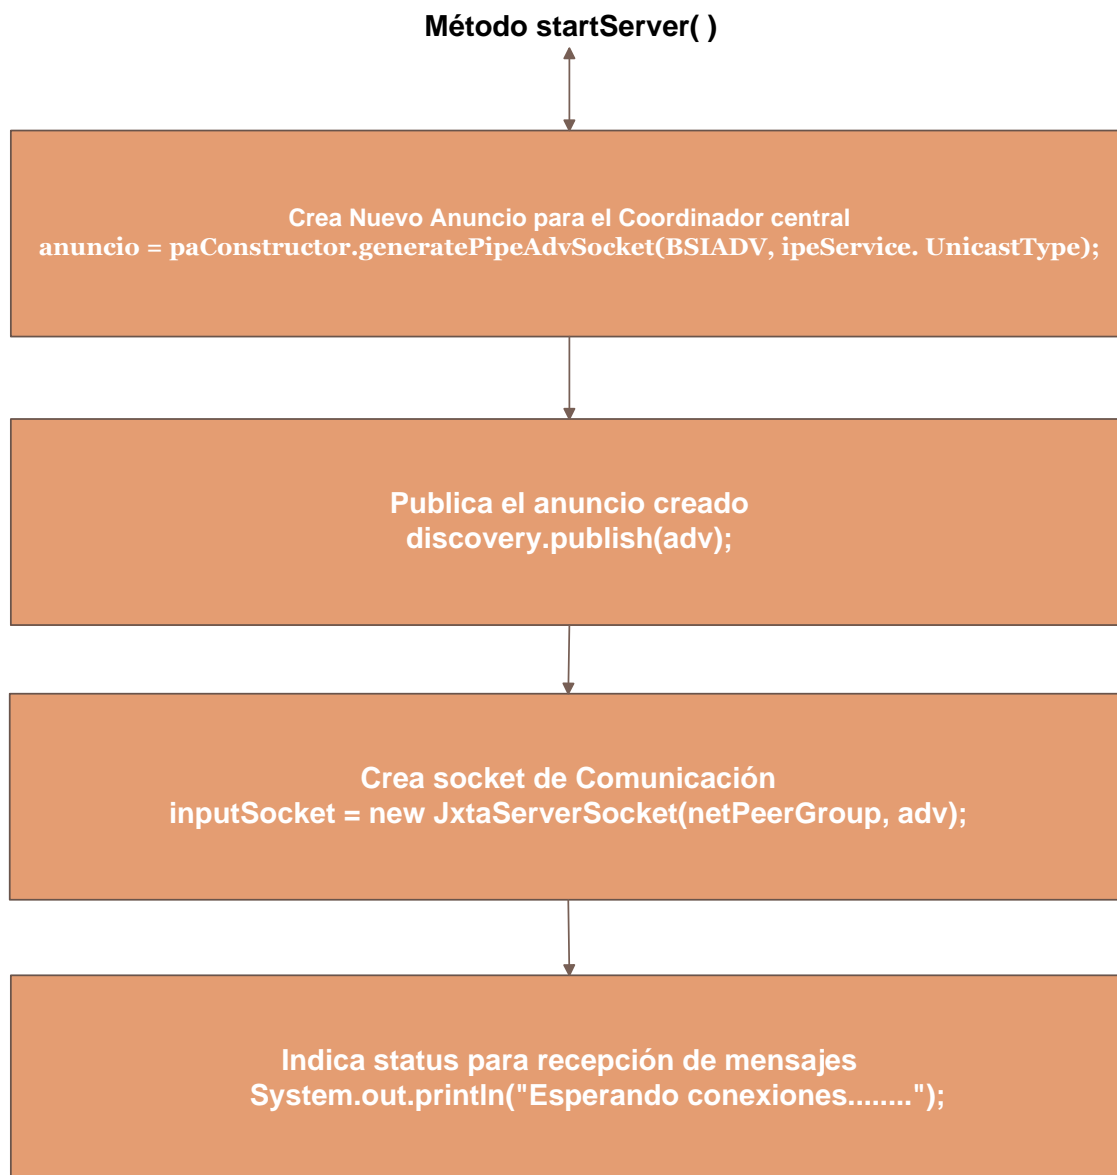 Método startServer( )
Crea Nuevo Anuncio para el Coordinador central
anuncio = paConstructor.generatePipeAdvSocket(BSIADV, ipeService. UnicastType);
Publica el anuncio creado
discovery.publish(adv);
Crea socket de Comunicación
inputSocket = new JxtaServerSocket(netPeerGroup, adv);
Indica status para recepción de mensajes
System.out.println("Esperando conexiones........");